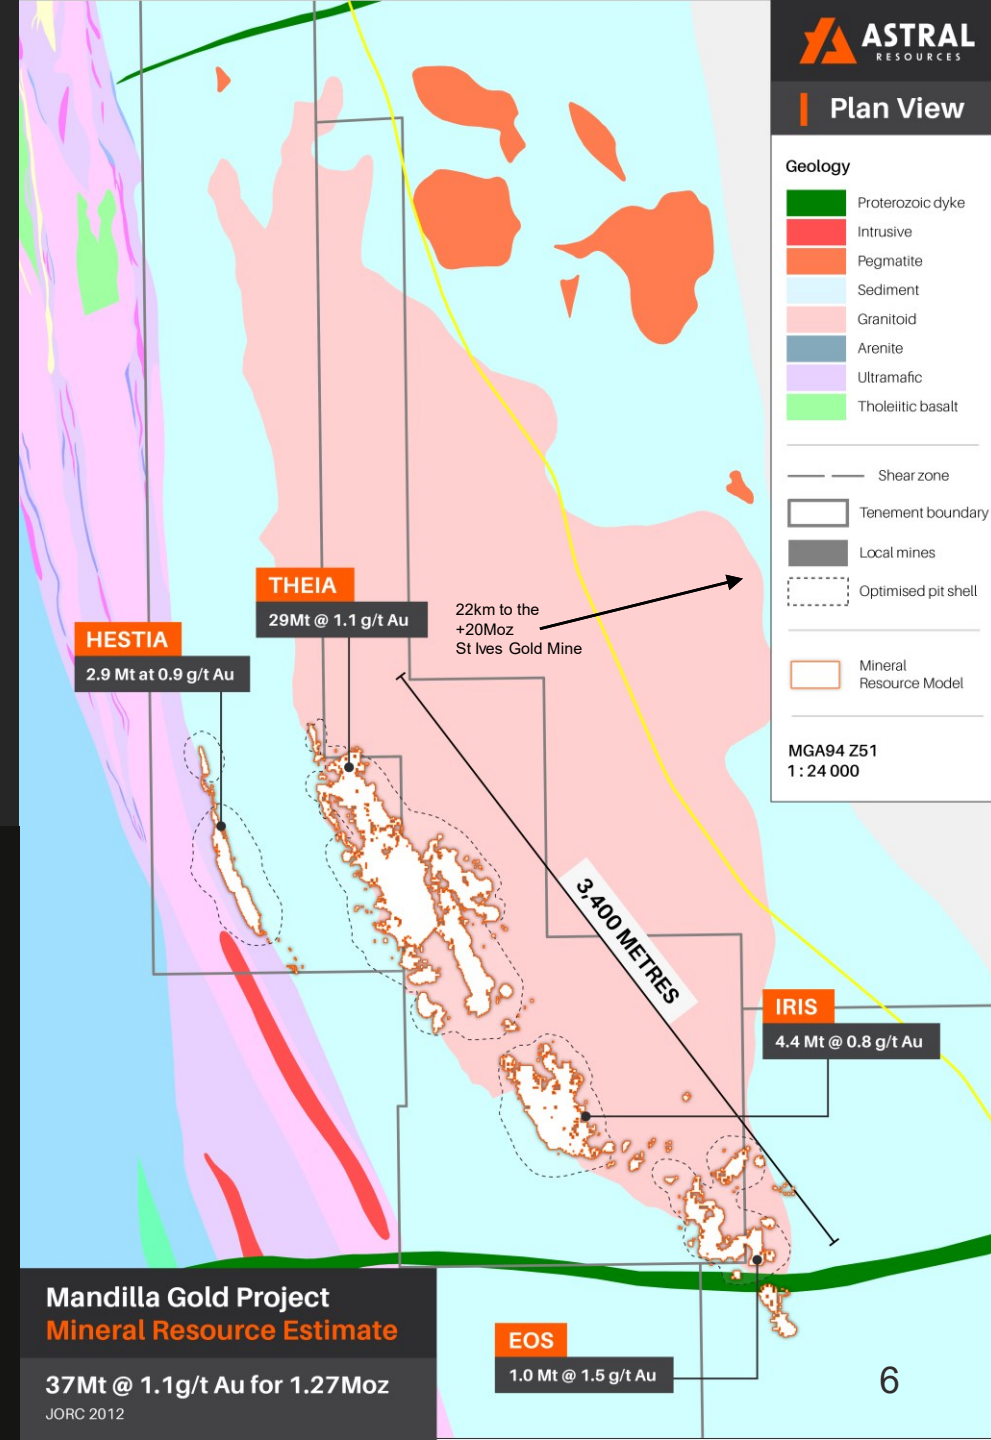 ASTRAL
RESOURCES
Plan View
Geology
Proterozoic dyke
Intrusive
Pegmatite
Sediment
Granitoid
Arenite
Ultramafic
Tholeiitic basalt
Shear zone
Tenement boundary
Local mines
Optimised pit shell
Mineral
Resource Model
MGA94 Z51
1 : 24 000
THEIA
29Mt @ 1.1 g/t Au
HESTIA
2.9 Mt at 0.9 g/t Au
22km to the
+20Moz
St Ives Gold Mine
3,400 METRES
IRIS
4.4 Mt @ 0.8 g/t Au
EOS
1.0 Mt @ 1.5 g/t Au
Mandilla Gold Project
Mineral Resource Estimate
37Mt @ 1.1g/t Au for 1.27Moz
JORC 2012
6